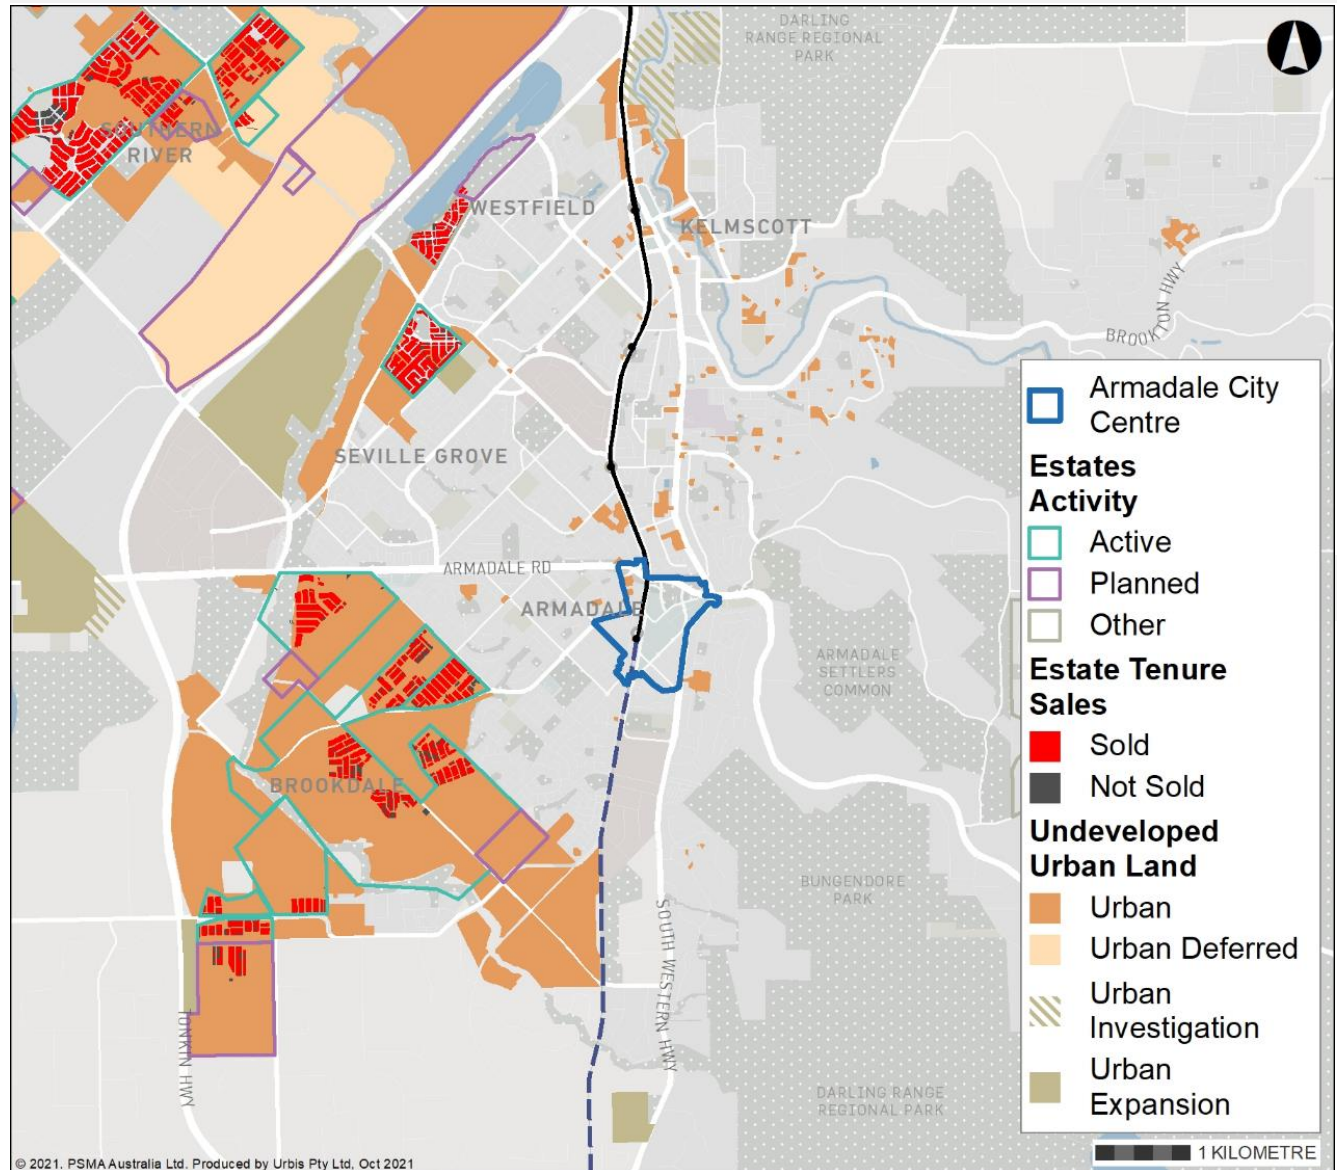 DARLING
RANGE REGIONAL
PARK
SOUTHERN
RIVER
WESTFIELD
KELMSCOTT
BROOKTON HWY
SEVILLE GROVE
ARMADALE RD
ARMADALE
ARMADALE
SETTLERS
COMMON
BROOKDALE
BUNGENDORE
PARK
SOUTH WESTERN HWY
TONKIN HWY
DARLING RANGE
REGIONAL PARK
Armadale City
Centre
Estates
Activity
Active
Planned
Other
Estate Tenure
Sales
Sold
Not Sold
Undeveloped
Urban Land
Urban
Urban Deferred
Urban
Investigation
Urban
Expansion
1 KILOMETRE
© 2021. PSMA Australia Ltd. Produced by Urbis Pty Ltd, Oct 2021